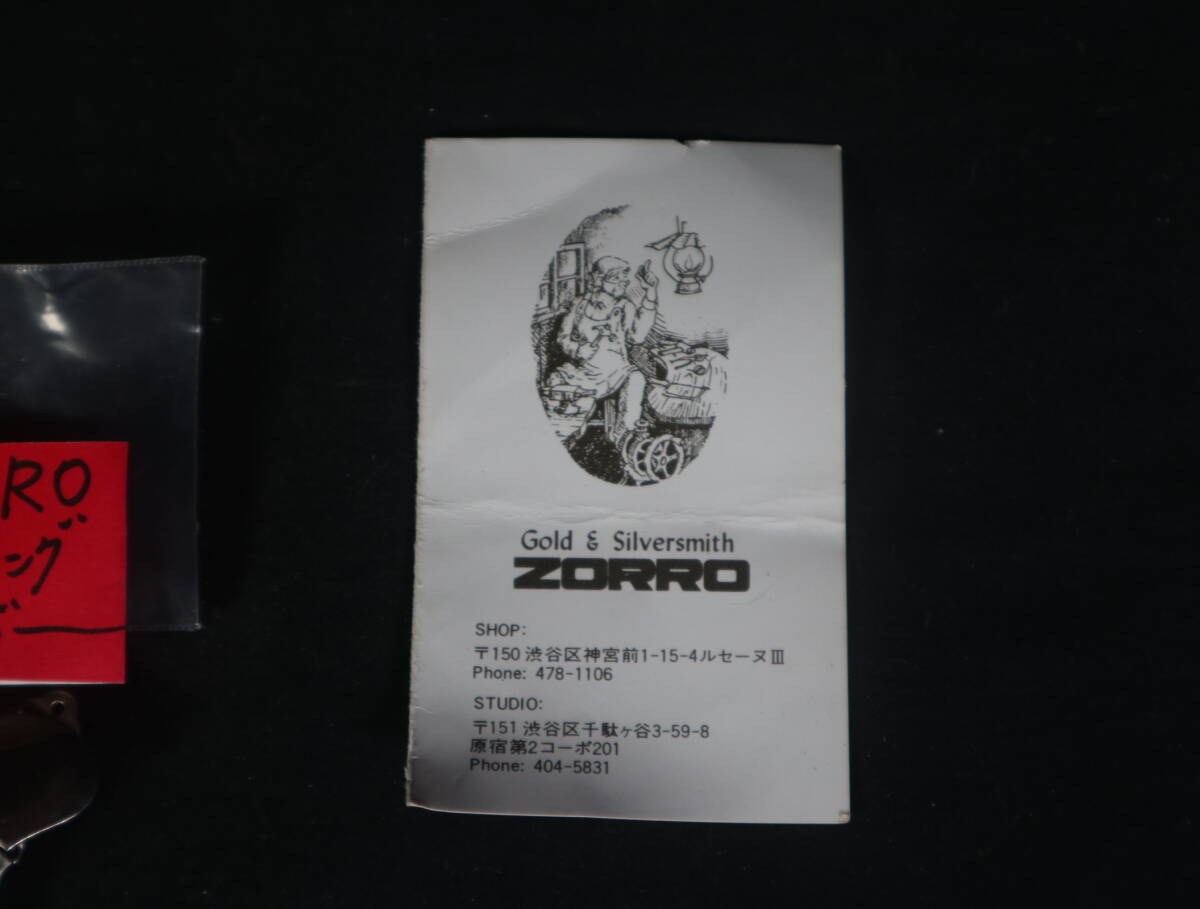 RO
ング
Gold & Silversmith
ZORRO
SHOP:
〒150 渋谷区神宮前1-15-4ルセーヌⅢ
Phone: 478-1106
STUDIO:
〒151 渋谷区千駄ヶ谷3-59-8
原宿第2コーポ201
Phone: 404-5831